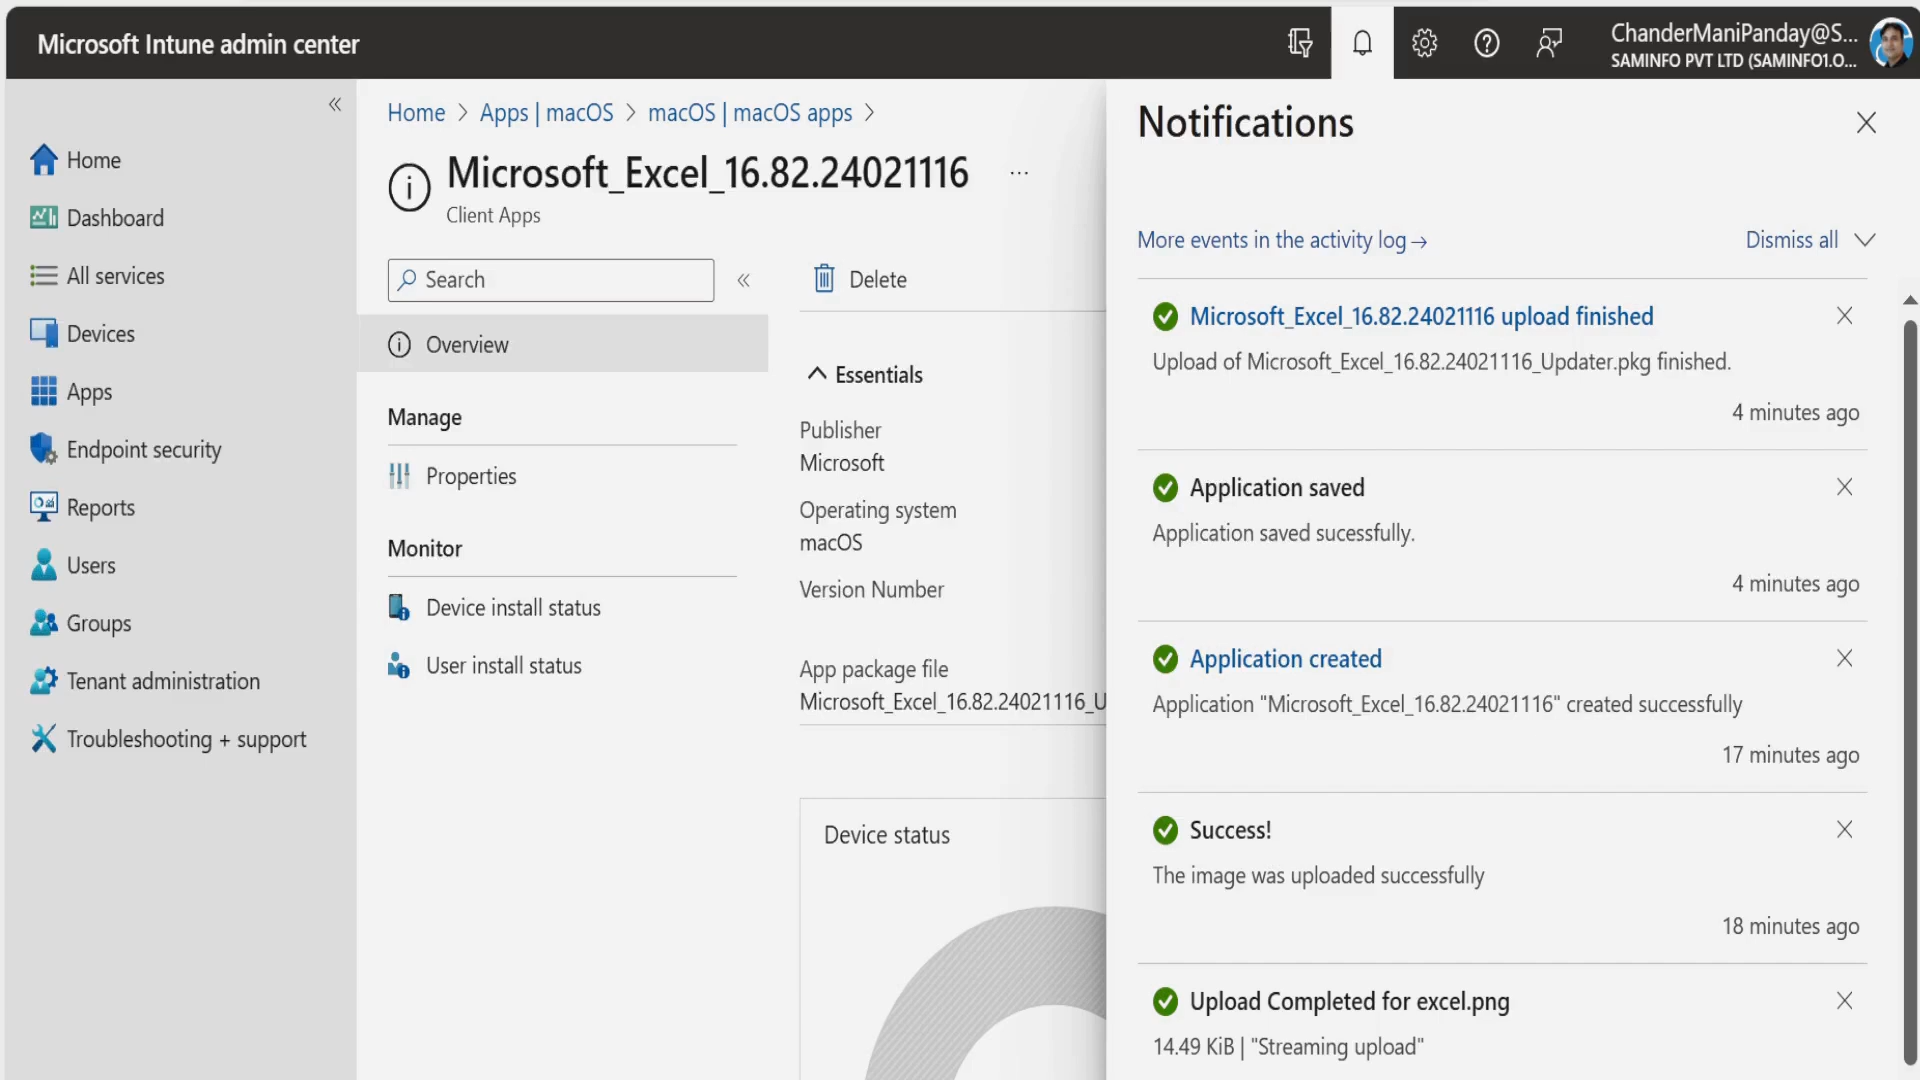 Microsoft Intune admin center
ChanderManiPanday@S...
SAMINFO PVT LTD (SAMINFO1.O...
Home
Dashboard
All services
Devices
Apps
Endpoint security
Reports
Users
Groups
Tenant administration
Troubleshooting + support
Home > Apps | macOS > macOS | macOS apps >
Microsoft_Excel_16.82.24021116 ...
Client Apps
Search
Overview
Manage
Properties
Monitor
Device install status
User install status
Delete
Essentials
Publisher
Microsoft
Operating system
macOS
Version Number
App package file
Microsoft_Excel_16.82.24021116_U
Device status
Notifications
More events in the activity log→
Dismiss all
Microsoft_Excel_16.82.24021116 upload finished
Upload of Microsoft_Excel_16.82.24021116_Updater.pkg finished.
4 minutes ago
Application saved
Application saved sucessfully.
4 minutes ago
Application created
Application "Microsoft_Excel_16.82.24021116" created successfully
17 minutes ago
Success!
The image was uploaded successfully
18 minutes ago
Upload Completed for excel.png
14.49 KiB | "Streaming upload"